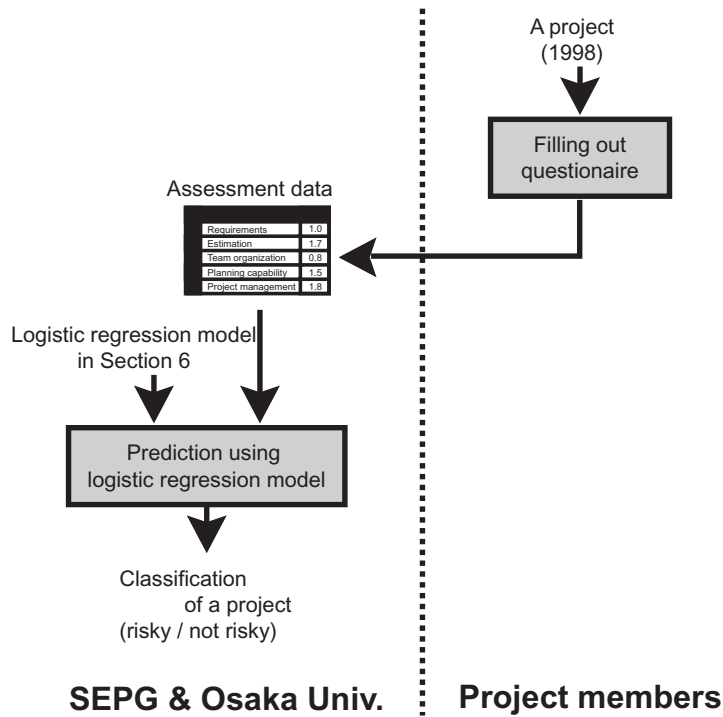 A project
(1998)
Filling out
questionaire
Assessment data
Requirements 1.0
Estimation 1.7
Team organization 0.8
Planning capability 1.5
Project management 1.8
Logistic regression model
in Section 6
Prediction using
logistic regression model
Classification
of a project
(risky / not risky)
SEPG & Osaka Univ.
Project members